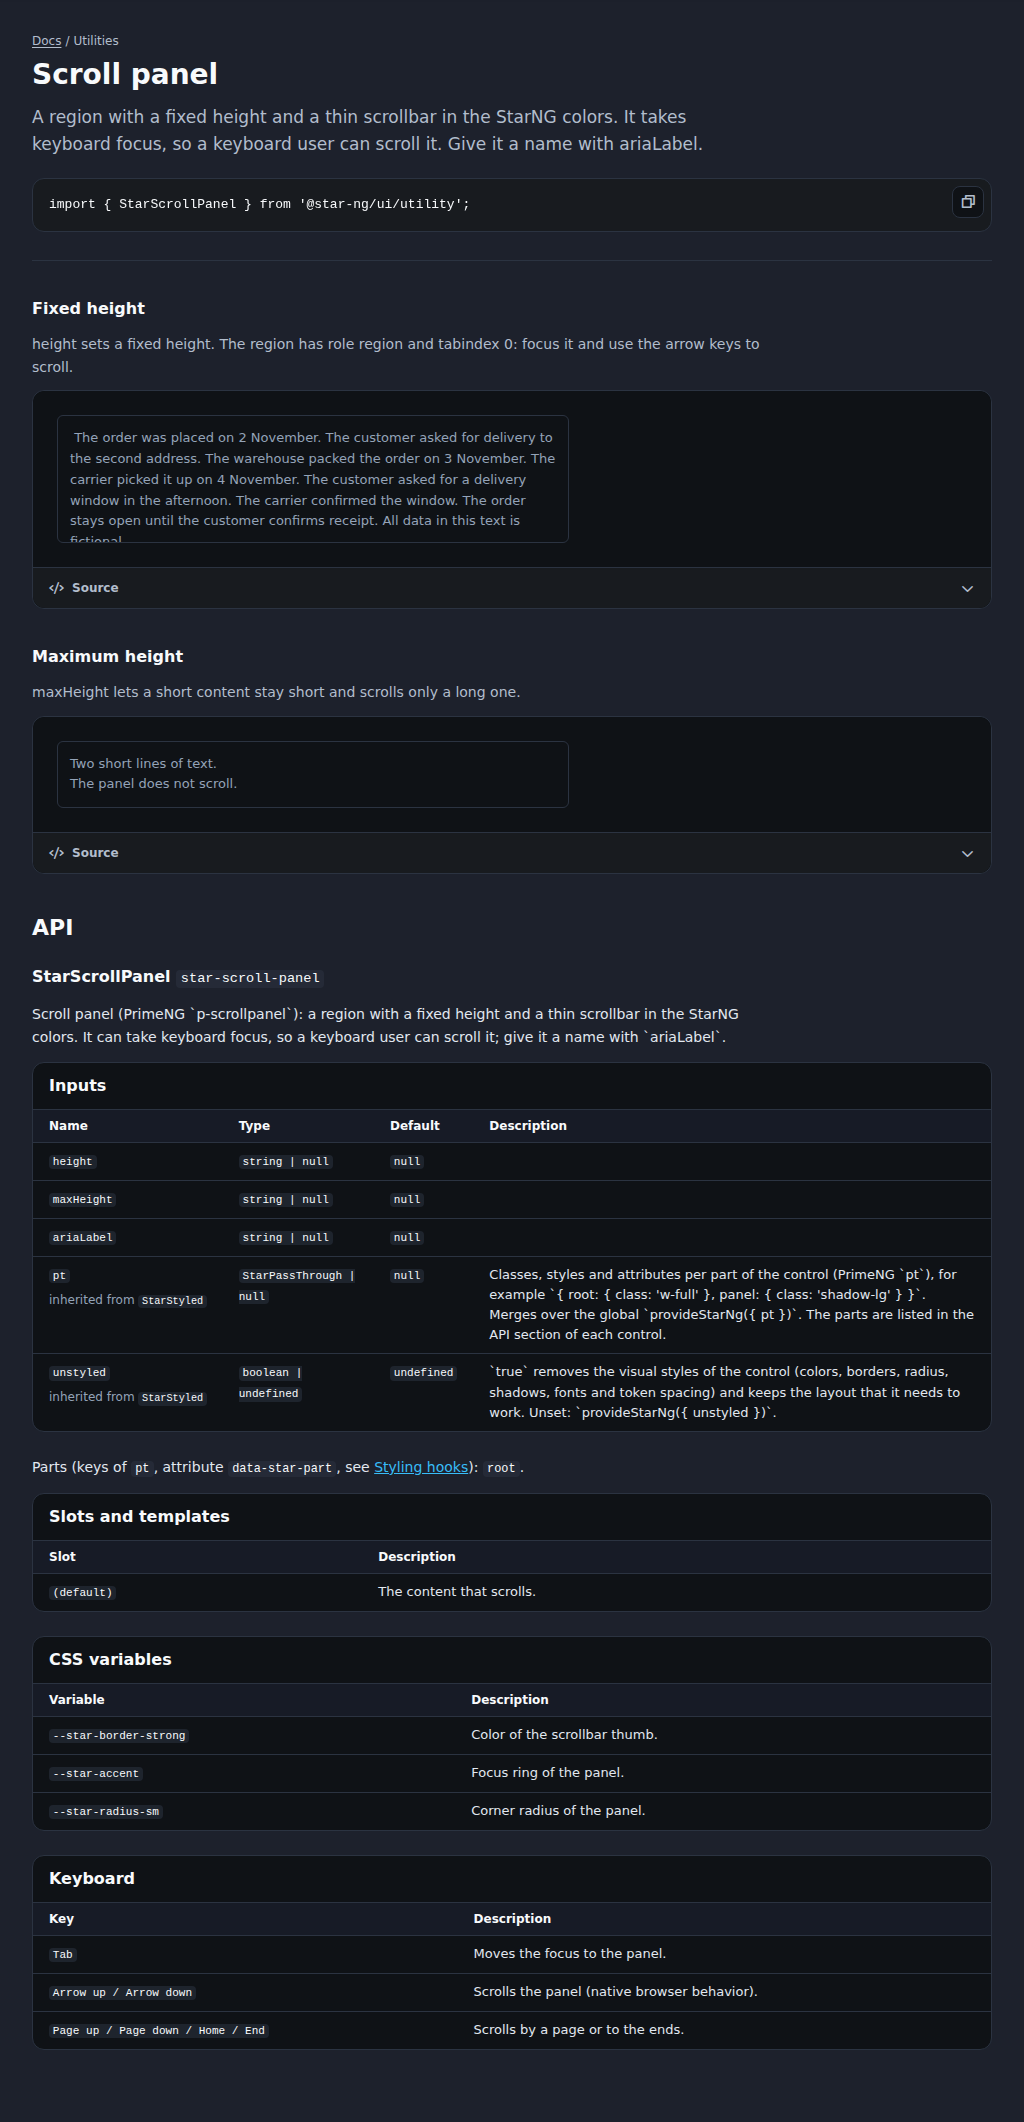 Docs / Utilities
Scroll panel
A region with a fixed height and a thin scrollbar in the StarNG colors. It takes
keyboard focus, so a keyboard user can scroll it. Give it a name with ariaLabel.
import { StarScrollPanel } from '@star-ng/ui/utility';
Fixed height
height sets a fixed height. The region has role region and tabindex 0: focus it and use the arrow keys to
scroll.
The order was placed on 2 November. The customer asked for delivery to
the second address. The warehouse packed the order on 3 November. The
carrier picked it up on 4 November. The customer asked for a delivery
window in the afternoon. The carrier confirmed the window. The order
stays open until the customer confirms receipt. All data in this text is
fictional.
</> Source
Maximum height
maxHeight lets a short content stay short and scrolls only a long one.
Two short lines of text.
The panel does not scroll.
</> Source
API
StarScrollPanel star-scroll-panel
Scroll panel (PrimeNG `p-scrollpanel`): a region with a fixed height and a thin scrollbar in the StarNG
colors. It can take keyboard focus, so a keyboard user can scroll it; give it a name with `ariaLabel`.
Inputs
Name Type Default Description
height string | null null
maxHeight string | null null
ariaLabel string | null null
pt StarPassThrough | null Classes, styles and attributes per part of the control (PrimeNG `pt`), for
inherited from StarStyled null example `{ root: { class: 'w-full' }, panel: { class: 'shadow-lg' } }`.
Merges over the global `provideStarNg({ pt })`. The parts are listed in the
API section of each control.
unstyled boolean | undefined `true` removes the visual styles of the control (colors, borders, radius,
inherited from StarStyled undefined shadows, fonts and token spacing) and keeps the layout that it needs to
work. Unset: `provideStarNg({ unstyled })`.
Parts (keys of pt, attribute data-star-part, see Styling hooks): root.
Slots and templates
Slot Description
(default) The content that scrolls.
CSS variables
Variable Description
--star-border-strong Color of the scrollbar thumb.
--star-accent Focus ring of the panel.
--star-radius-sm Corner radius of the panel.
Keyboard
Key Description
Tab Moves the focus to the panel.
Arrow up / Arrow down Scrolls the panel (native browser behavior).
Page up / Page down / Home / End Scrolls by a page or to the ends.